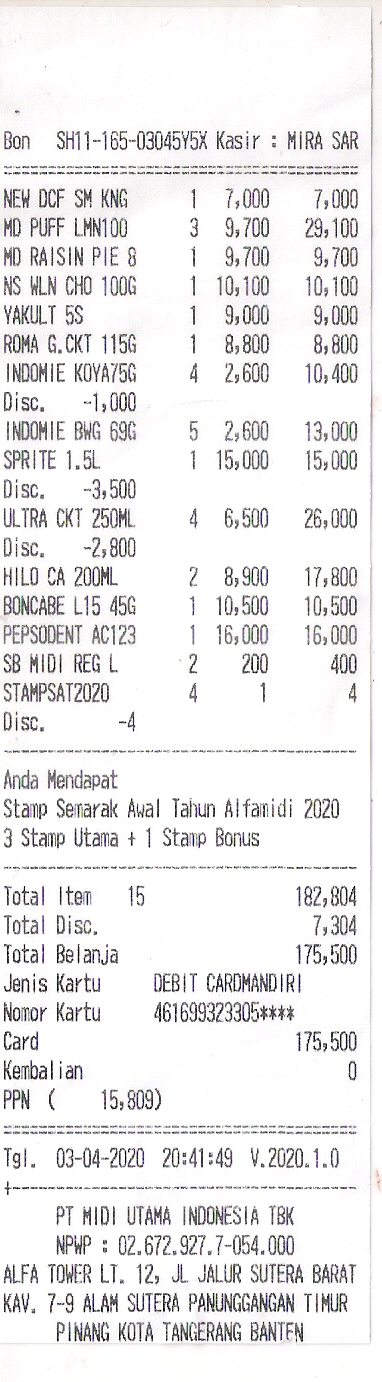 Bon SH11-165-03045Y5X Kasir : MIRA SAR
NEW DCF SM KNG 1 7,000 7,000
MD PUFF LMN100 3 9,700 29,100
MD RAISIN PIE 8 1 9,700 9,700
NS WLN CHO 100G 1 10,100 10,100
YAKULT 5S 1 9,000 9,000
ROMA G.CKT 115G 1 8,800 8,800
INDOMIE KOYA75G 4 2,600 10,400
Disc. -1,000
INDOMIE BWG 69G 5 2,600 13,000
SPRITE 1.5L 1 15,000 15,000
Disc. -3,500
ULTRA CKT 250ML 4 6,500 26,000
Disc. -2,800
HILO CA 200ML 2 8,900 17,800
BONCABE L15 45G 1 10,500 10,500
PEPSODENT AC123 1 16,000 16,000
SB MIDI REG L 2 200 400
STAMPSAT2020 4 1 4
Disc. -4
Anda Mendapat
Stamp Semarak Awal Tahun Alfamidi 2020
3 Stamp Utama + 1 Stamp Bonus
Total Item 15 182,804
Total Disc. 7,304
Total Belanja 175,500
Jenis Kartu DEBIT CARDMANDIRI
Nomor Kartu 461699323305****
Card 175,500
Kembalian 0
PPN ( 15,809)
Tgl. 03-04-2020 20:41:49 V.2020.1.0
PT MIDI UTAMA INDONESIA TBK
NPWP : 02.672.927.7-054.000
ALFA TOWER LT. 12, JL JALUR SUTERA BARAT
KAV. 7-9 ALAM SUTERA PANUNGGANGAN TIMUR
PINANG KOTA TANGERANG BANTEN